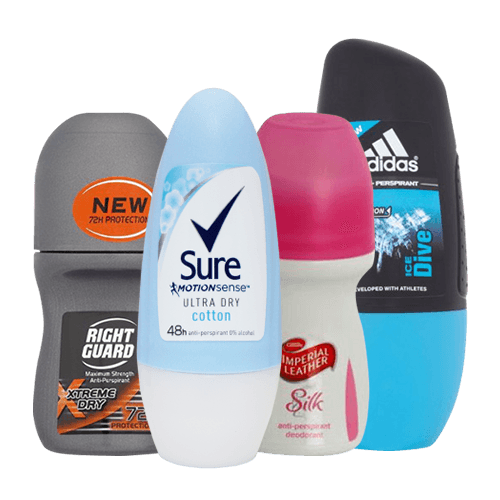 NEW
72H PROTECTION
RIGHT
GUARD
Maximum Strength
Anti-Perspirant
XTREME
DRY
72
PROTECTION
Sure
MOTIONsense
ULTRA DRY
cotton
48h anti-perspirant 0% alcohol
IMPERIAL
LEATHER
Silk
anti-perspirant
deodorant
adidas
PERSPIRANT
ICE
Dive
DEVELOPED WITH ATHLETES